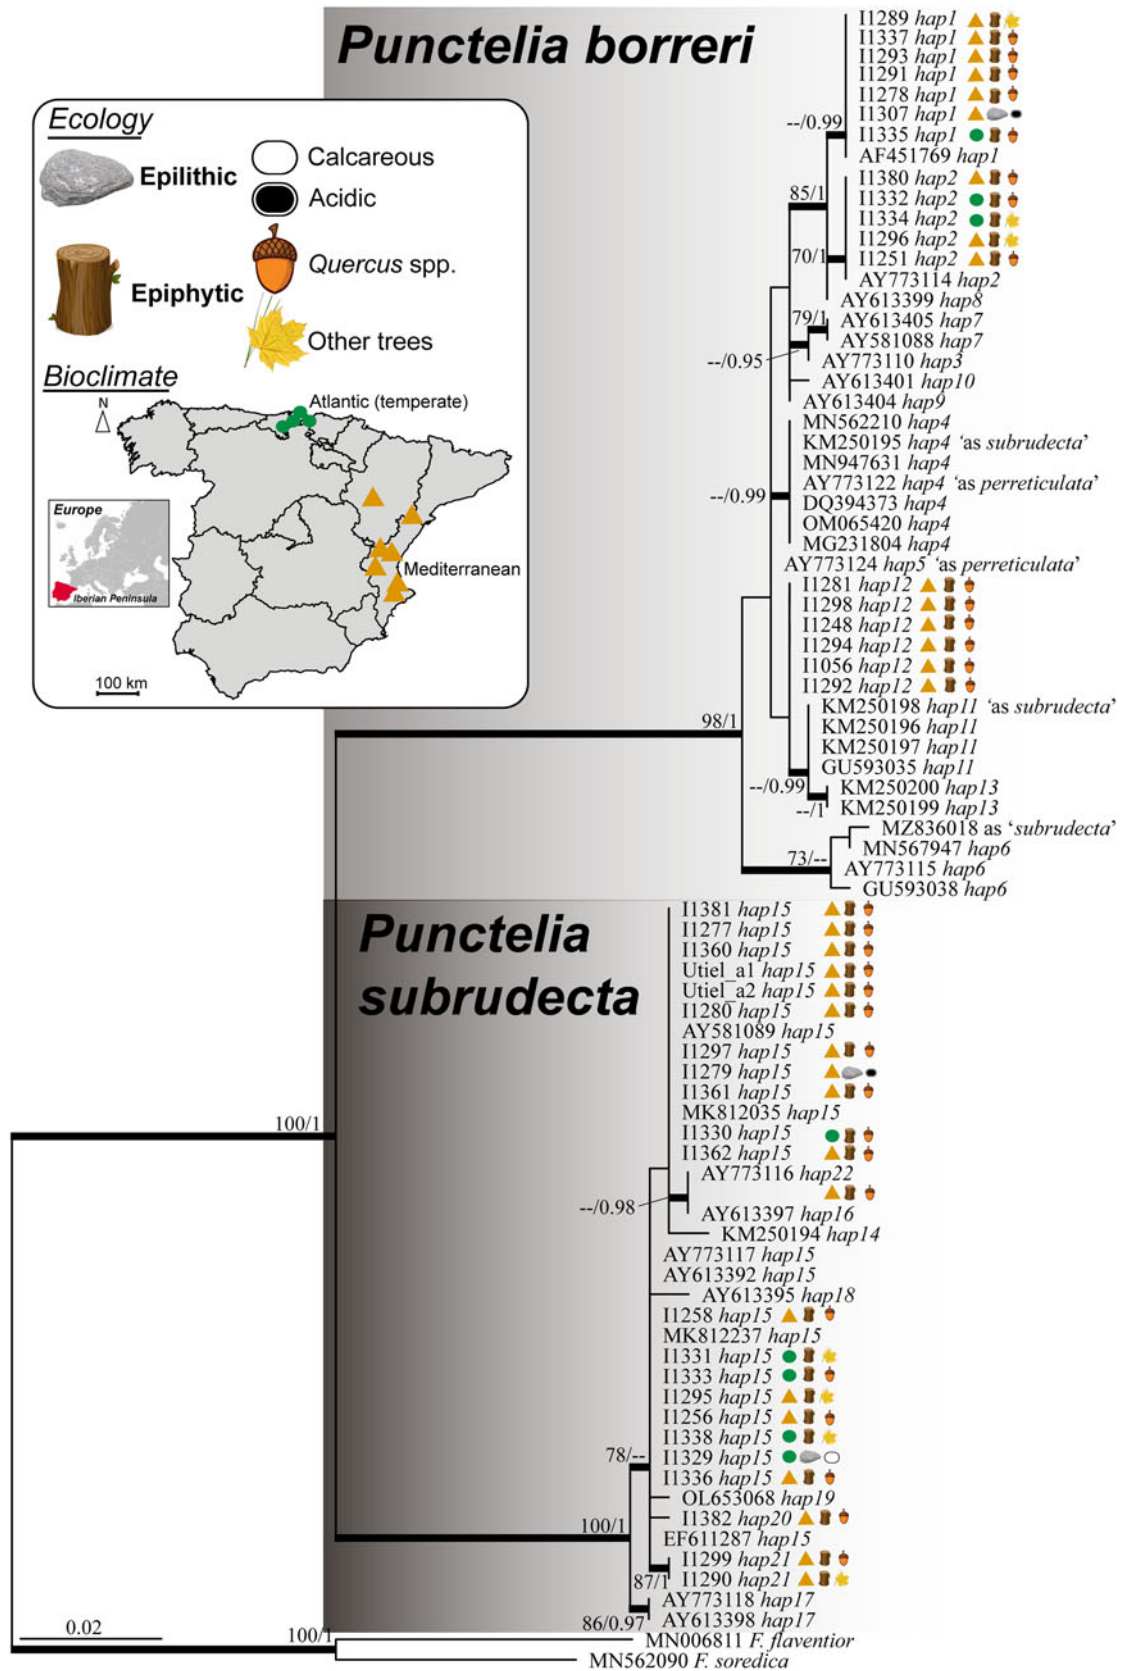 Punctelia borreri
Ecology
Epilithic
Calcareous
Acidic
Epiphytic
Quercus spp.
Other trees
Bioclimate
N
Atlantic (temperate)
Europe
Iberian Peninsula
Mediterranean
100 km
I1289 hap1
I1337 hap1
I1293 hap1
I1291 hap1
I1278 hap1
I1307 hap1
--/0.99
I1335 hap1
AF451769 hap1
I1380 hap2
85/1
I1332 hap2
I1334 hap2
I1296 hap2
70/1
I1251 hap2
AY773114 hap2
AY613399 hap8
79/1
AY613405 hap7
AY581088 hap7
--/0.95
AY773110 hap3
AY613401 hap10
AY613404 hap9
MN562210 hap4
KM250195 hap4 ‘as subrudecta’
MN947631 hap4
AY773122 hap4 ‘as perreticulata’
--/0.99
DQ394373 hap4
OM065420 hap4
MG231804 hap4
AY773124 hap5 ‘as perreticulata’
I1281 hap12
I1298 hap12
I1248 hap12
I1294 hap12
I1056 hap12
I1292 hap12
KM250198 hap11 ‘as subrudecta’
98/1
KM250196 hap11
KM250197 hap11
GU593035 hap11
--/0.99
KM250200 hap13
--/1
KM250199 hap13
MZ836018 as ‘subrudecta’
MN567947 hap6
73/--
AY773115 hap6
GU593038 hap6
Punctelia
subrudecta
I1381 hap15
I1277 hap15
I1360 hap15
Utiel_a1 hap15
Utiel_a2 hap15
I1280 hap15
AY581089 hap15
I1297 hap15
I1279 hap15
I1361 hap15
MK812035 hap15
100/1
I1330 hap15
I1362 hap15
AY773116 hap22
--/0.98
AY613397 hap16
KM250194 hap14
AY773117 hap15
AY613392 hap15
AY613395 hap18
I1258 hap15
MK812237 hap15
I1331 hap15
I1333 hap15
I1295 hap15
I1256 hap15
I1338 hap15
78/--
I1329 hap15
I1336 hap15
OL653068 hap19
I1382 hap20
100/1
EF611287 hap15
I1299 hap21
87/1
I1290 hap21
AY773118 hap17
86/0.97
AY613398 hap17
0.02
100/1
MN006811 F. flaventior
MN562090 F. soredica